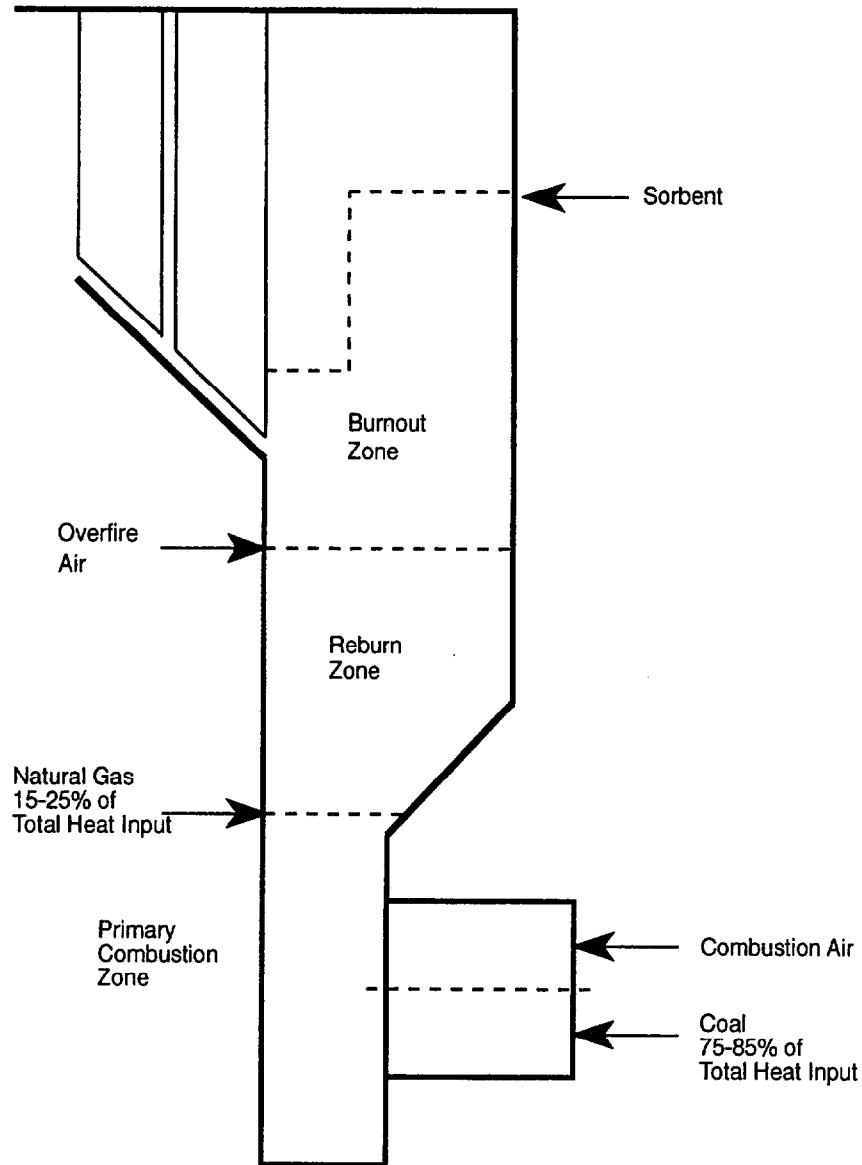 Sorbent
Burnout
Zone
Overfire
Air
Reburn
Zone
Natural Gas
15-25% of
Total Heat Input
Primary
Combustion
Zone
Combustion Air
Coal
75-85% of
Total Heat Input